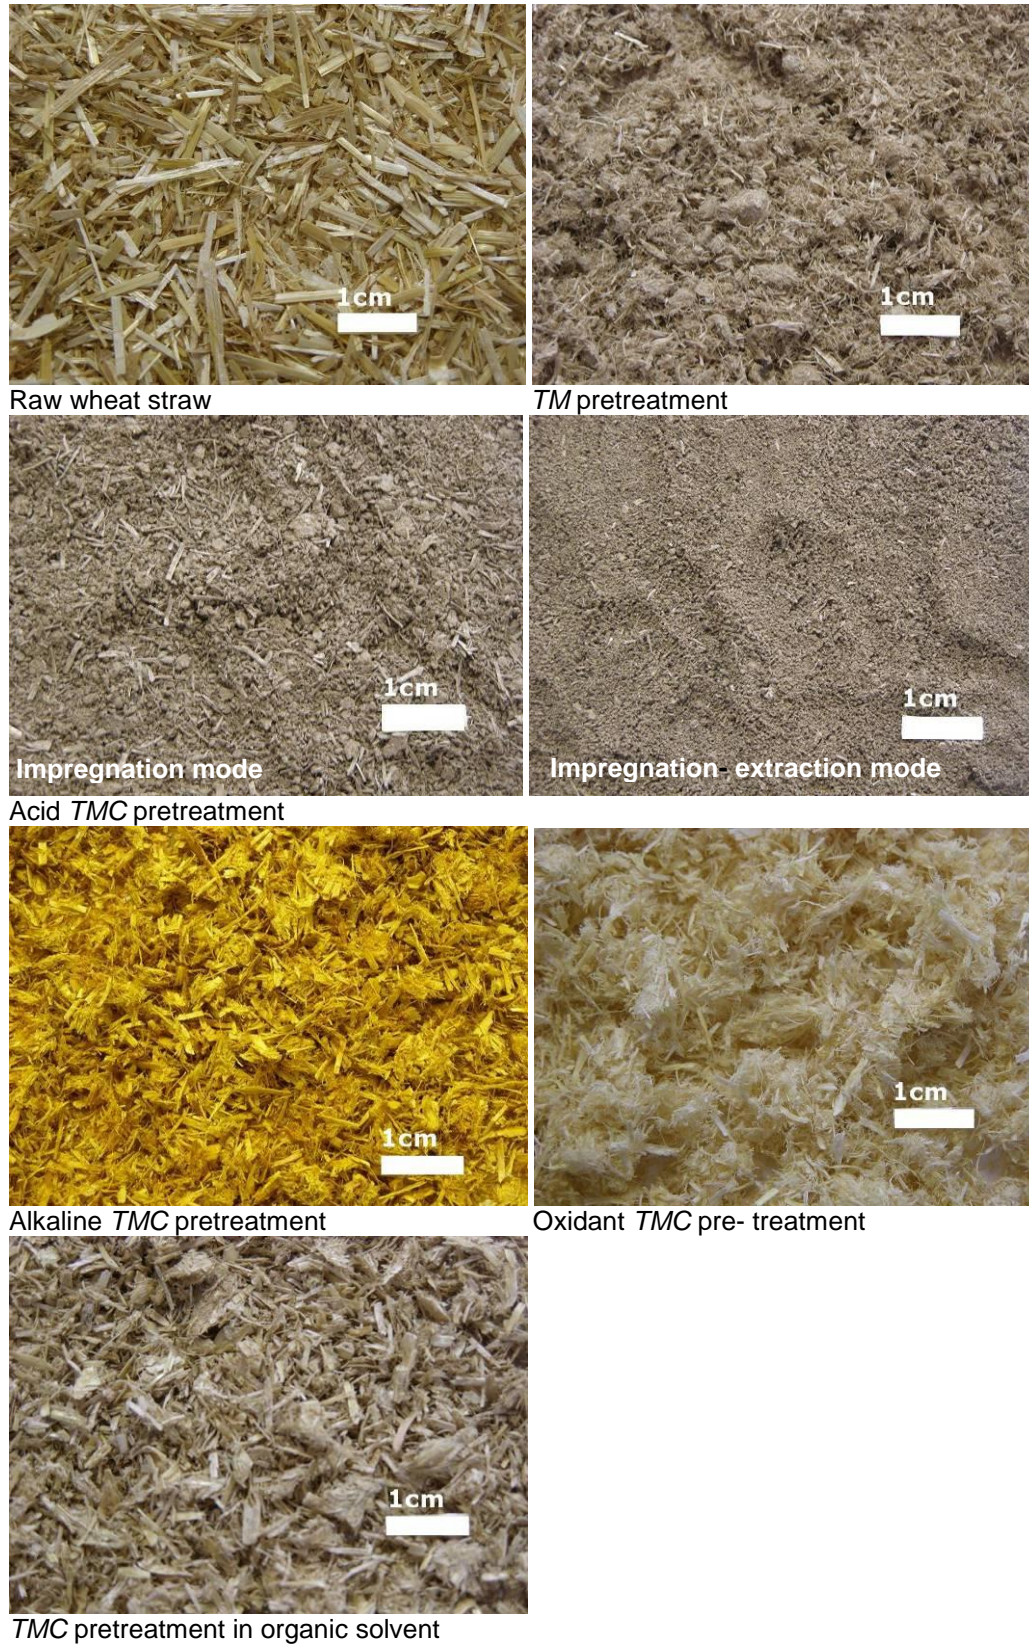 1cm
1cm
Raw wheat straw
TM pretreatment
1cm
1cm
Impregnation mode
Impregnation- extraction mode
Acid TMC pretreatment
1cm
1cm
Alkaline TMC pretreatment
Oxidant TMC pre- treatment
1cm
TMC pretreatment in organic solvent